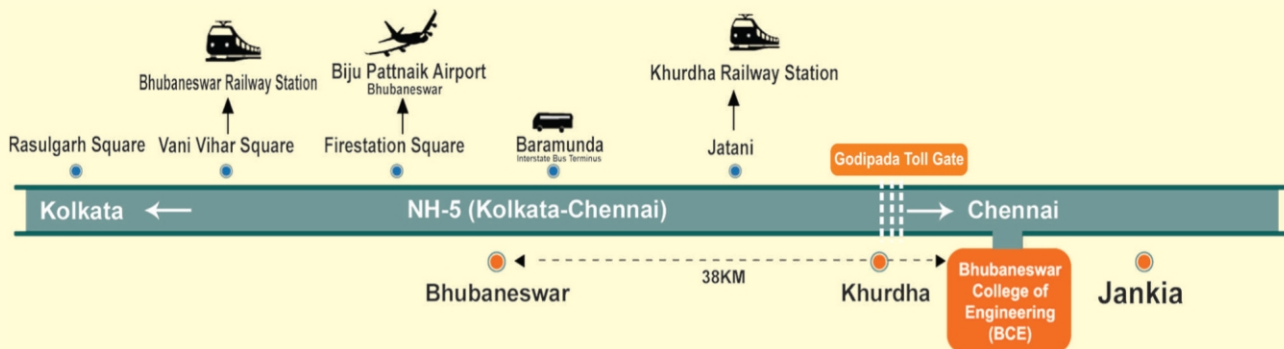 Bhubaneswar Railway Station
Biju Pattnaik Airport
Bhubaneswar
Khurdha Railway Station
Rasulgarh Square
Vani Vihar Square
Firestation Square
Baramunda
Interstate Bus Terminus
Jatani
Godipada Toll Gate
Kolkata
NH-5 (Kolkata-Chennai)
Chennai
Bhubaneswar
38KM
Khurdha
Bhubaneswar
College of
Engineering
(BCE)
Jankia